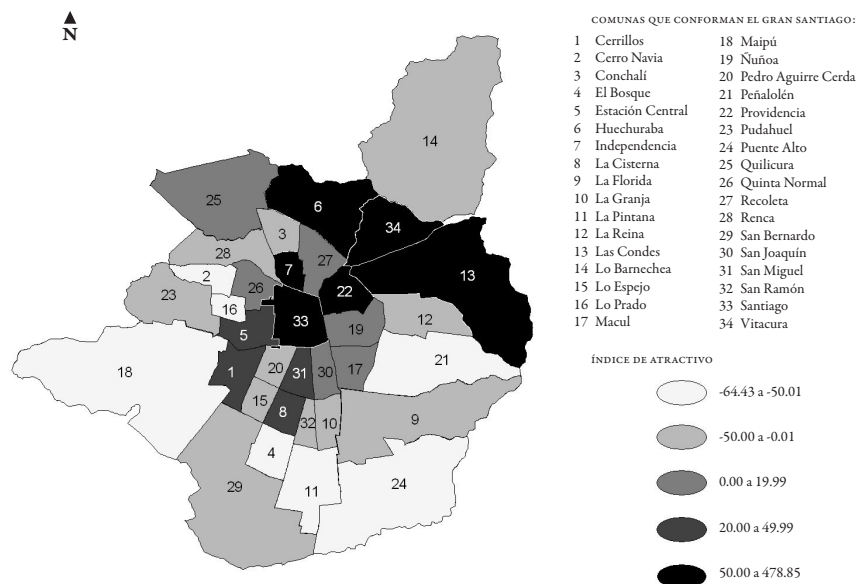 N
COMUNAS QUE CONFORMAN EL GRAN SANTIAGO:
1 Cerrillos
2 Cerro Navia
3 Conchalí
4 El Bosque
5 Estación Central
6 Huechuraba
7 Independencia
8 La Cisterna
9 La Florida
10 La Granja
11 La Pintana
12 La Reina
13 Las Condes
14 Lo Barnechea
15 Lo Espejo
16 Lo Prado
17 Macul
18 Maipú
19 Ñuñoa
20 Pedro Aguirre Cerda
21 Peñalolén
22 Providencia
23 Pudahuel
24 Puente Alto
25 Quilicura
26 Quinta Normal
27 Recoleta
28 Renca
29 San Bernardo
30 San Joaquín
31 San Miguel
32 San Ramón
33 Santiago
34 Vitacura
ÍNDICE DE ATRACTIVO
-64.43 a -50.01
-50.00 a -0.01
0.00 a 19.99
20.00 a 49.99
50.00 a 478.85
14
25
6
34
3
28
27
7
13
2
26
22
23
16
33
5
19
12
21
18
1
20
31
30
17
15
8
32
10
9
4
29
11
24